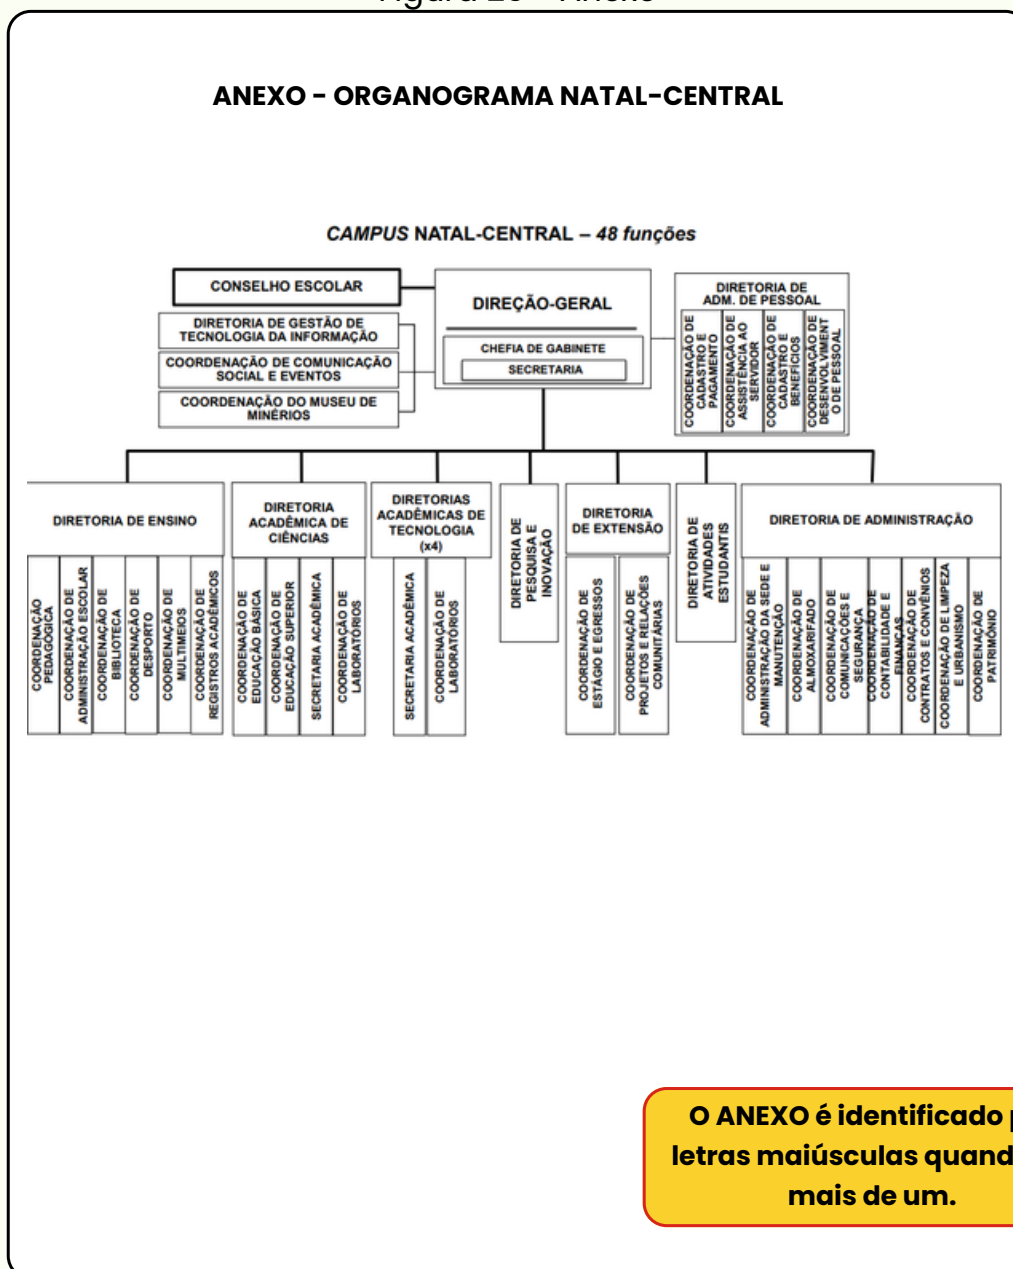 ANEXO - ORGANOGRAMA NATAL-CENTRAL
CAMPUS NATAL-CENTRAL – 48 funções
CONSELHO ESCOLAR
DIREÇÃO-GERAL
CHEFIA DE GABINETE
SECRETARIA
DIRETORIA DE GESTÃO DE
TECNOLOGIA DA INFORMAÇÃO
COORDENAÇÃO DE COMUNICAÇÃO
SOCIAL E EVENTOS
COORDENAÇÃO DO MUSEU DE
MINÉRIOS
DIRETORIA DE
ADM. DE PESSOAL
COORDENAÇÃO DE
CADASTRO E
PAGAMENTO
COORDENAÇÃO DE
ASSISTÊNCIA AO
SERVIDOR
COORDENAÇÃO DE
CADASTRO E
BENEFÍCIOS
COORDENAÇÃO DE
DESENVOLVIMENT
O DE PESSOAL
DIRETORIA DE ENSINO
COORDENAÇÃO
PEDAGÓGICA
COORDENAÇÃO DE
ADMINISTRAÇÃO ESCOLAR
COORDENAÇÃO DE
BIBLIOTECA
COORDENAÇÃO DE
DESPORTO
COORDENAÇÃO DE
MULTIMEIOS
COORDENAÇÃO DE
REGISTROS ACADÊMICOS
DIRETORIA
ACADÊMICA DE
CIÊNCIAS
COORDENAÇÃO DE
EDUCAÇÃO BÁSICA
COORDENAÇÃO DE
EDUCAÇÃO SUPERIOR
SECRETARIA ACADÊMICA
COORDENAÇÃO DE
LABORATÓRIOS
DIRETORIAS
ACADÊMICAS DE
TECNOLOGIA
(x4)
SECRETARIA ACADÊMICA
COORDENAÇÃO DE
LABORATÓRIOS
DIRETORIA DE
PESQUISA E
INOVAÇÃO
DIRETORIA
DE EXTENSÃO
COORDENAÇÃO DE
ESTÁGIO E EGRESSOS
COORDENAÇÃO DE
PROJETOS E RELAÇÕES
COMUNITÁRIAS
DIRETORIA DE
ATIVIDADES
ESTUDANTIS
DIRETORIA DE ADMINISTRAÇÃO
COORDENAÇÃO DE
ADMINISTRAÇÃO DA SEDE E
MANUTENÇÃO
COORDENAÇÃO DE
ALMOXARIFADO
COORDENAÇÃO DE
COMUNICAÇÕES E
SEGURANÇA
COORDENAÇÃO DE
CONTABILIDADE E
FINANÇAS
COORDENAÇÃO DE
CONTRATOS E CONVÊNIOS
COORDENAÇÃO DE LIMPEZA
E URBANISMO
COORDENAÇÃO DE
PATRIMÔNIO
O ANEXO é identificado
letras maiúsculas
mais de um.